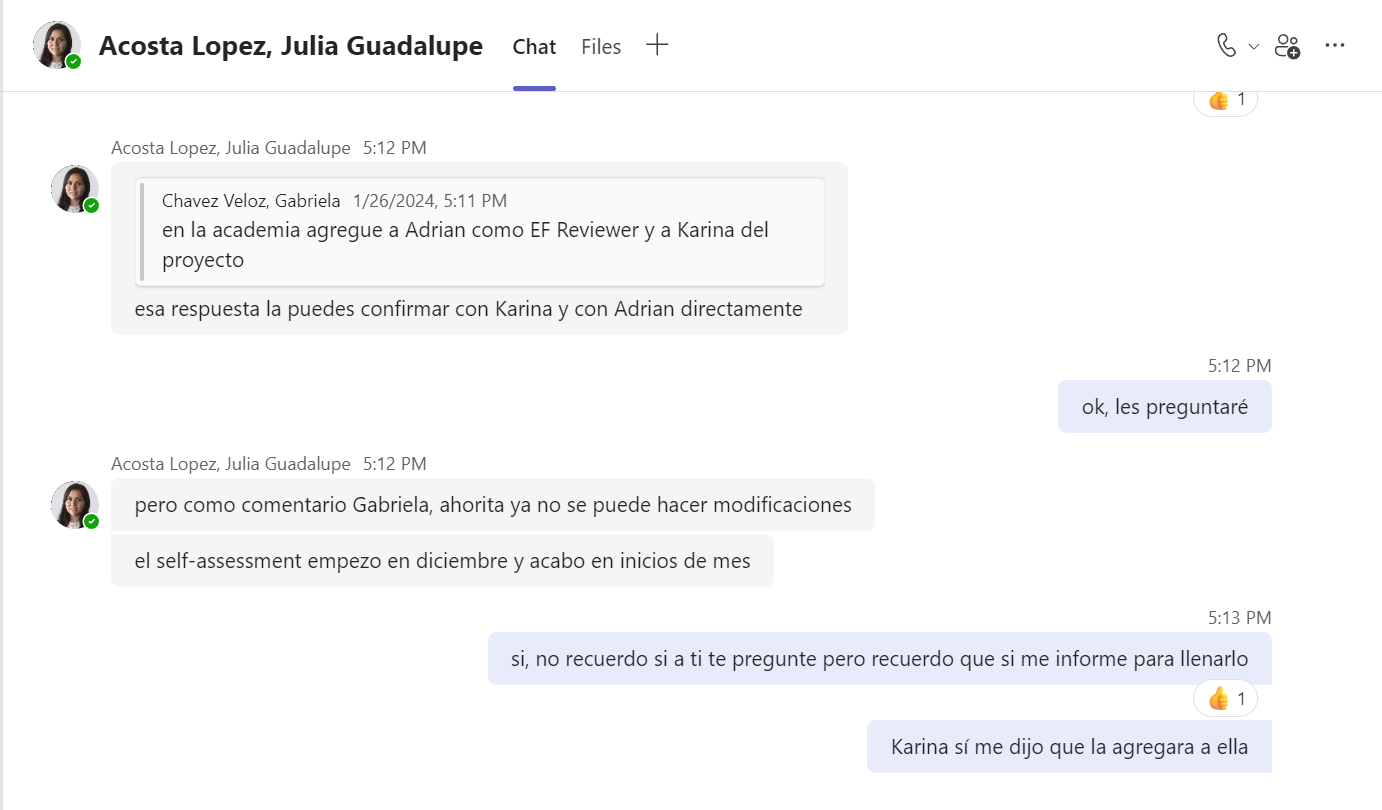 Acosta Lopez, Julia Guadalupe Chat Files
👍 1
Acosta Lopez, Julia Guadalupe 5:12 PM
Chavez Veloz, Gabriela 1/26/2024, 5:11 PM
en la academia agregue a Adrian como EF Reviewer y a Karina del
proyecto
esa respuesta la puedes confirmar con Karina y con Adrian directamente
5:12 PM
ok, les preguntaré
Acosta Lopez, Julia Guadalupe 5:12 PM
pero como comentario Gabriela, ahorita ya no se puede hacer modificaciones
el self-assessment empezo en diciembre y acabo en inicios de mes
5:13 PM
si, no recuerdo si a ti te pregunte pero recuerdo que si me informe para llenarlo
👍 1
Karina sí me dijo que la agregara a ella